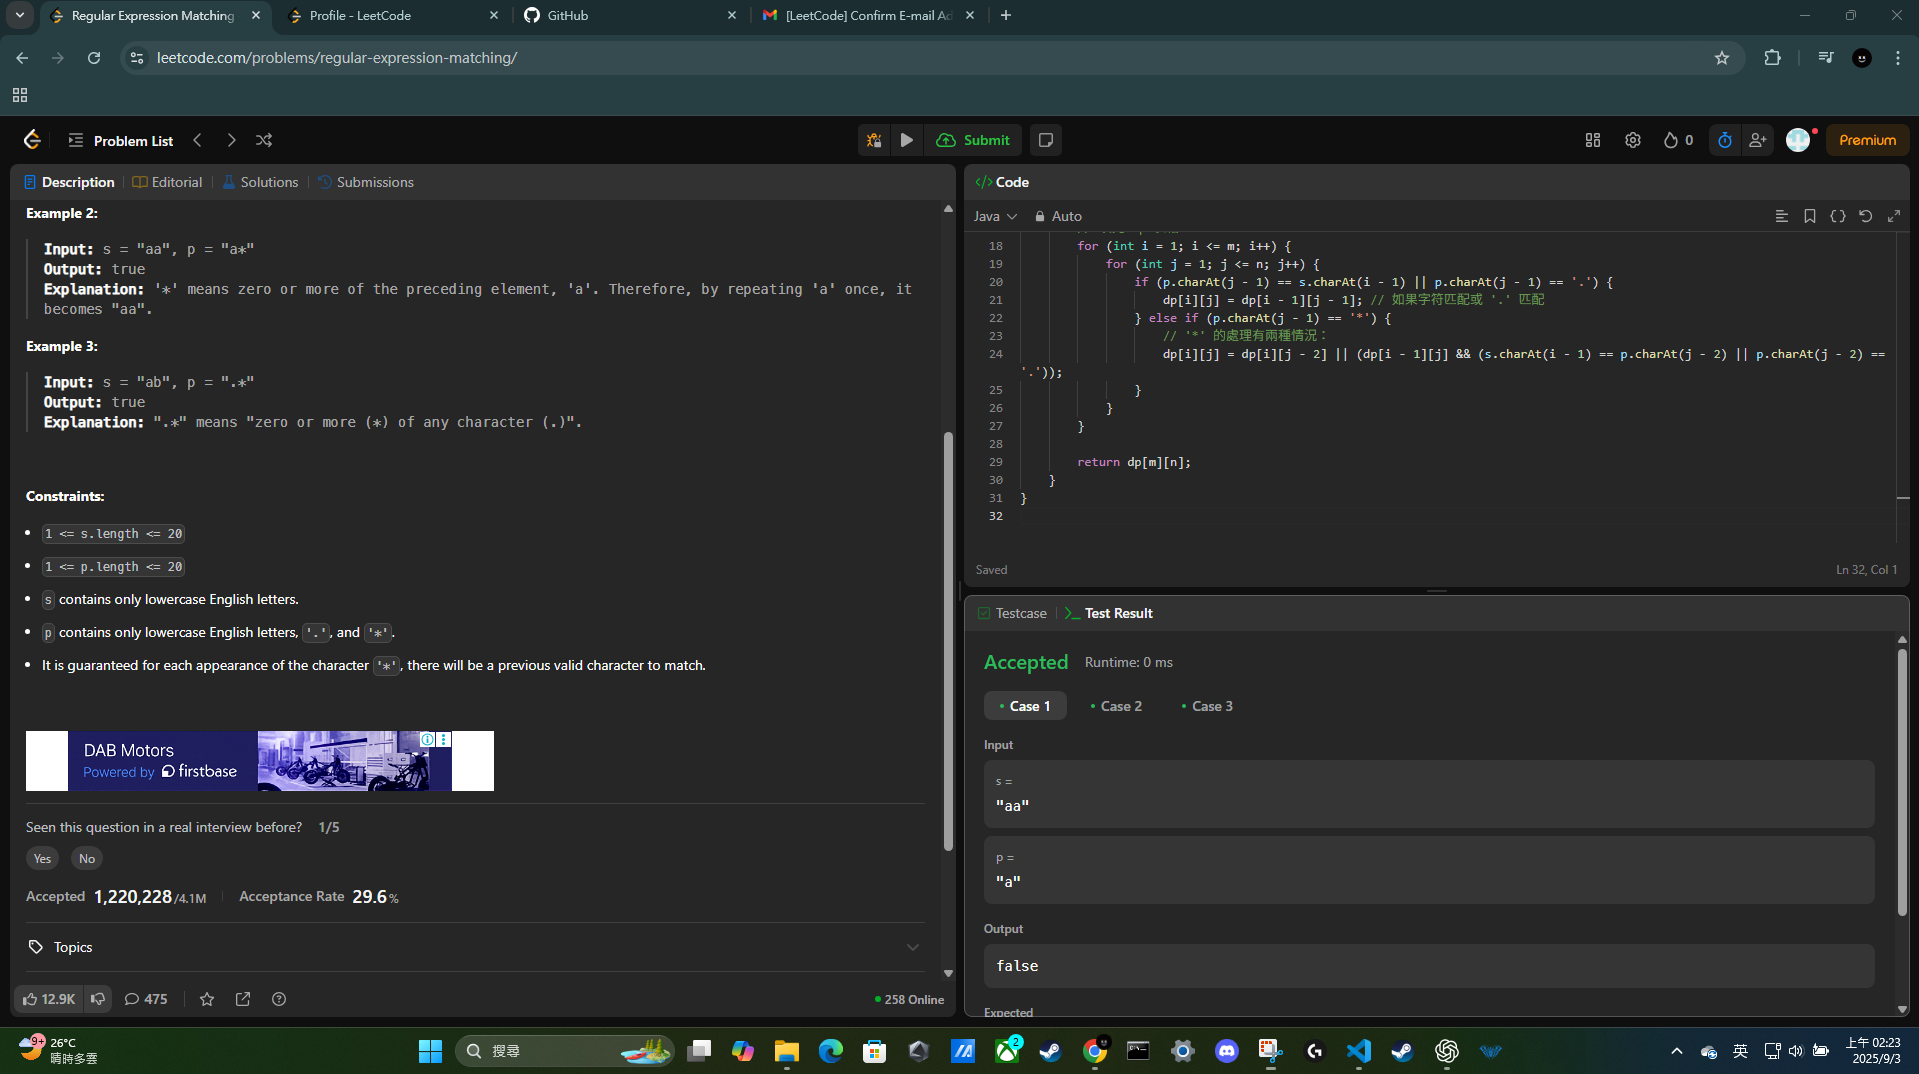 Regular Expression Matching
Profile - LeetCode
GitHub
[LeetCode] Confirm E-mail Ad
leetcode.com/problems/regular-expression-matching/
Problem List
Submit
0
Premium
Description
Editorial
Solutions
Submissions
Example 2:
Input: s = "aa", p = "a*"
Output: true
Explanation: '*' means zero or more of the preceding element, 'a'. Therefore, by repeating 'a' once, it
becomes "aa".
Example 3:
Input: s = "ab", p = ".*"
Output: true
Explanation: ".*" means "zero or more (*) of any character (.)".
Constraints:
1 <= s.length <= 20
1 <= p.length <= 20
s contains only lowercase English letters.
p contains only lowercase English letters, '.', and '*'.
It is guaranteed for each appearance of the character '*', there will be a previous valid character to match.
DAB Motors
Powered by firstbase
Seen this question in a real interview before? 1/5
Yes
No
Accepted 1,220,228/4.1M
Acceptance Rate 29.6%
Topics
12.9K
475
258 Online
Code
Java
Auto
18 for (int i = 1; i <= m; i++) {
19 for (int j = 1; j <= n; j++) {
20 if (p.charAt(j - 1) == s.charAt(i - 1) || p.charAt(j - 1) == '.') {
21 dp[i][j] = dp[i - 1][j - 1]; // 如果字符匹配或 '.' 匹配
22 } else if (p.charAt(j - 1) == '*') {
23 // '*' 的處理有兩種情況：
24 dp[i][j] = dp[i][j - 2] || (dp[i - 1][j] && (s.charAt(i - 1) == p.charAt(j - 2) || p.charAt(j - 2) ==
'.'));
25 }
26 }
27 }
28
29 return dp[m][n];
30 }
31 }
32
Saved
Ln 32, Col 1
Testcase
Test Result
Accepted
Runtime: 0 ms
Case 1
Case 2
Case 3
Input
s =
"aa"
p =
"a"
Output
false
Expected
9+
26°C
晴時多雲
搜尋
2
英
上午 02:23
2025/9/3